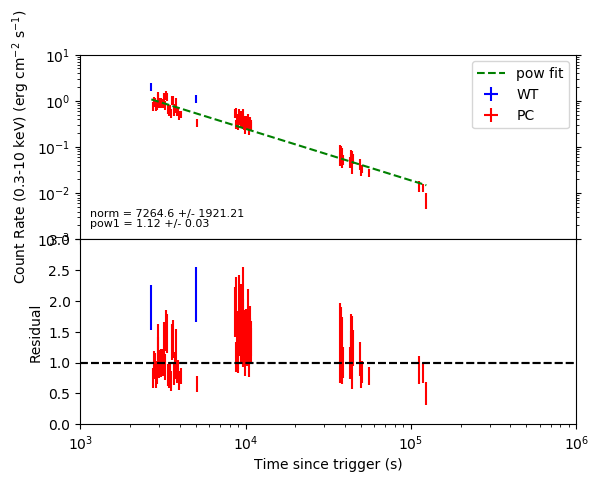 Count Rate (0.3-10 keV) (erg cm⁻² s⁻¹)
10¹
10⁰
10⁻¹
10⁻²
10⁻³
pow fit
WT
PC
norm = 7264.6 +/- 1921.21
pow1 = 1.12 +/- 0.03
Residual
3.0
2.5
2.0
1.5
1.0
0.5
0.0
10³ 10⁴ 10⁵ 10⁶
Time since trigger (s)